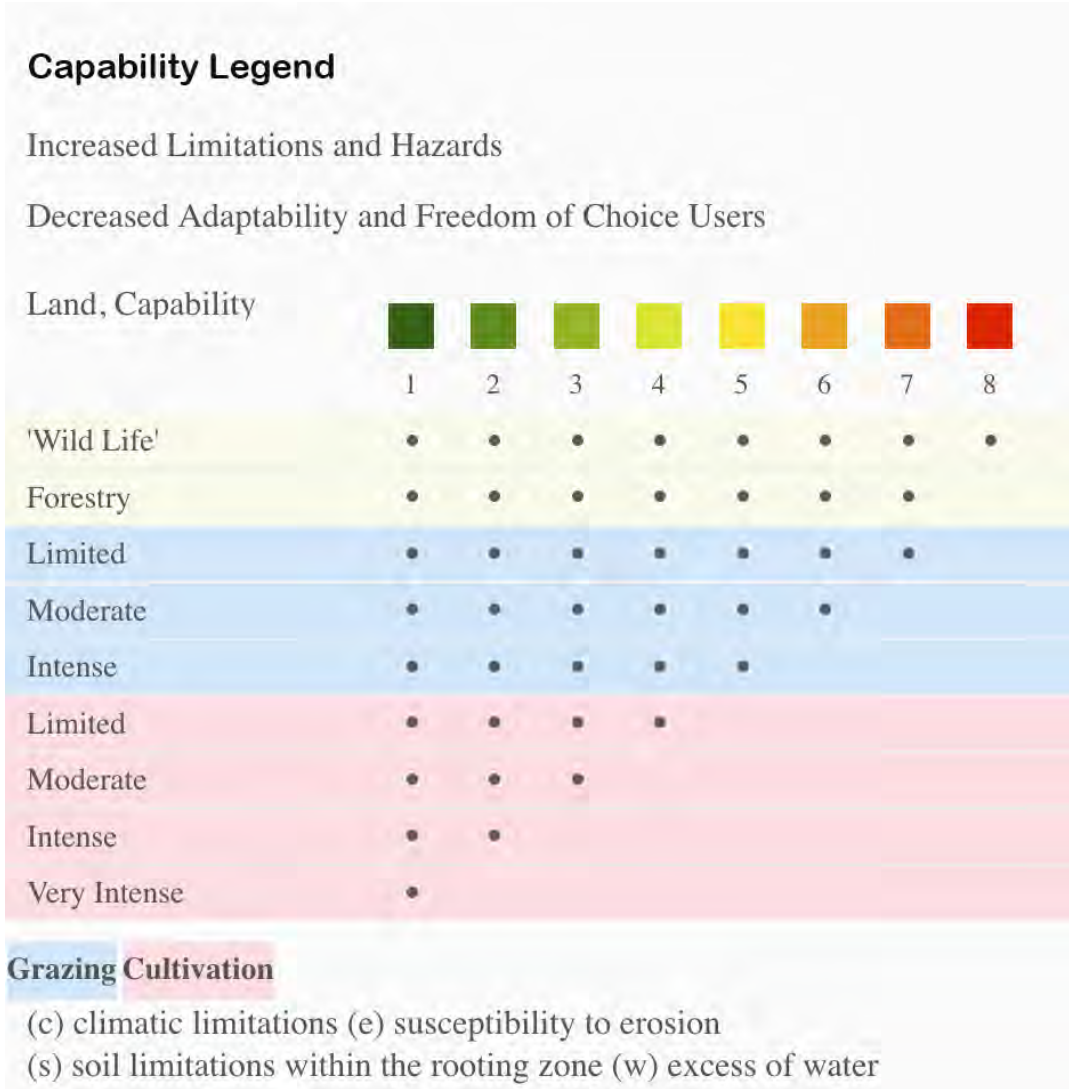 Capability Legend
Increased Limitations and Hazards
Decreased Adaptability and Freedom of Choice Users
Land, Capability
1 2 3 4 5 6 7 8
'Wild Life'
Forestry
Limited
Moderate
Intense
Limited
Moderate
Intense
Very Intense
Grazing Cultivation
(c) climatic limitations (e) susceptibility to erosion
(s) soil limitations within the rooting zone (w) excess of water